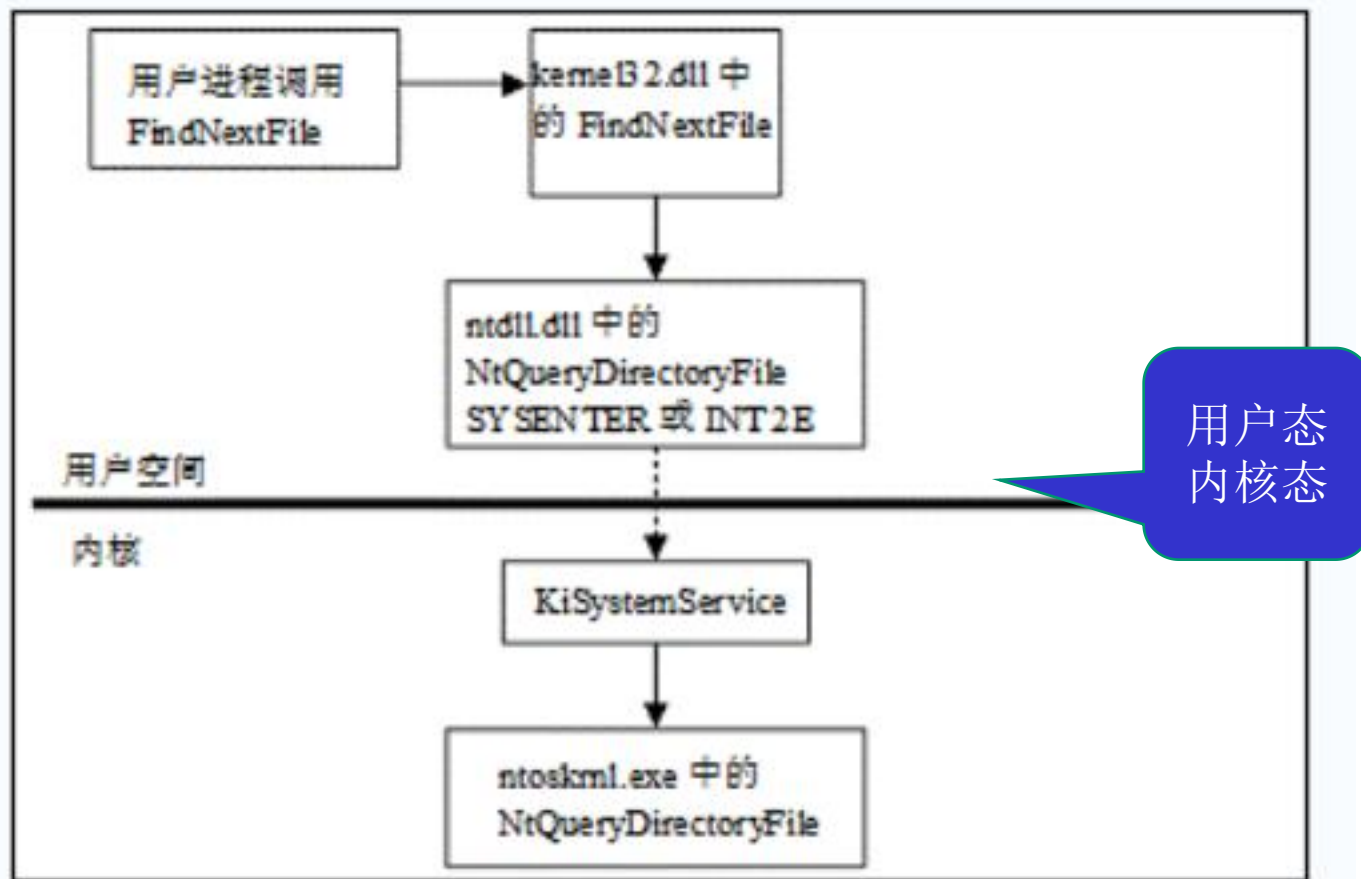 用户进程调用
FindNextFile
kernel32.dll 中
的 FindNextFile
ntdll.dll 中的
NtQueryDirectoryFile
SYSENTER 或 INT2E
用户空间
用户态
内核态
内核
KiSystemService
ntoskrnl.exe 中的
NtQueryDirectoryFile